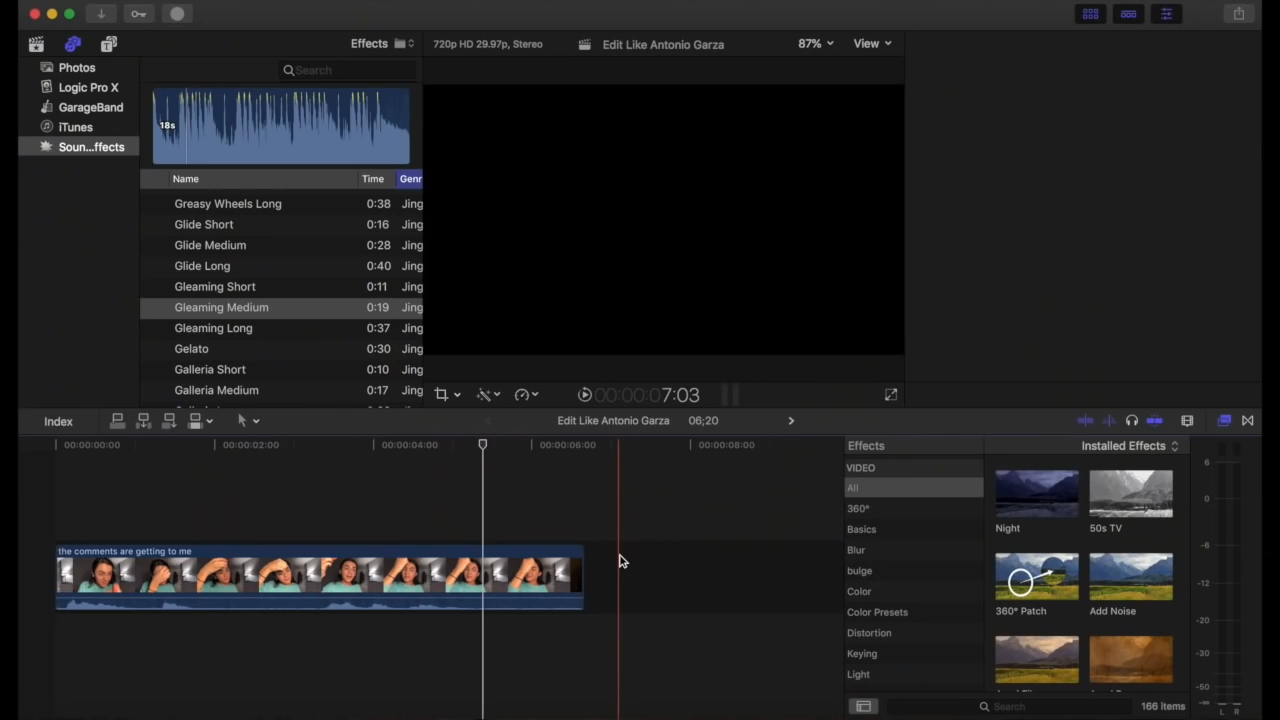 Effects
720p HD 29.97p, Stereo
Edit Like Antonio Garza
87%
View
Photos
Logic Pro X
GarageBand
iTunes
Soun...ffects
Search
18s
Name Time Genr
Greasy Wheels Long 0:38 Jing
Glide Short 0:16 Jing
Glide Medium 0:28 Jing
Glide Long 0:40 Jing
Gleaming Short 0:11 Jing
Gleaming Medium 0:19 Jing
Gleaming Long 0:37 Jing
Gelato 0:30 Jing
Galleria Short 0:10 Jing
Galleria Medium 0:17 Jing
00:00:07:03
Index
Edit Like Antonio Garza 06;20
00:00:00:00 00:00:02:00 00:00:04:00 00:00:06:00 00:00:08:00
the comments are getting to me
Effects
Installed Effects
VIDEO
All
360°
Basics
Blur
bulge
Color
Color Presets
Distortion
Keying
Light
Night
50s TV
360° Patch
Add Noise
Search
166 items
6
0
-6
-12
-20
-30
-50
-∞
L R